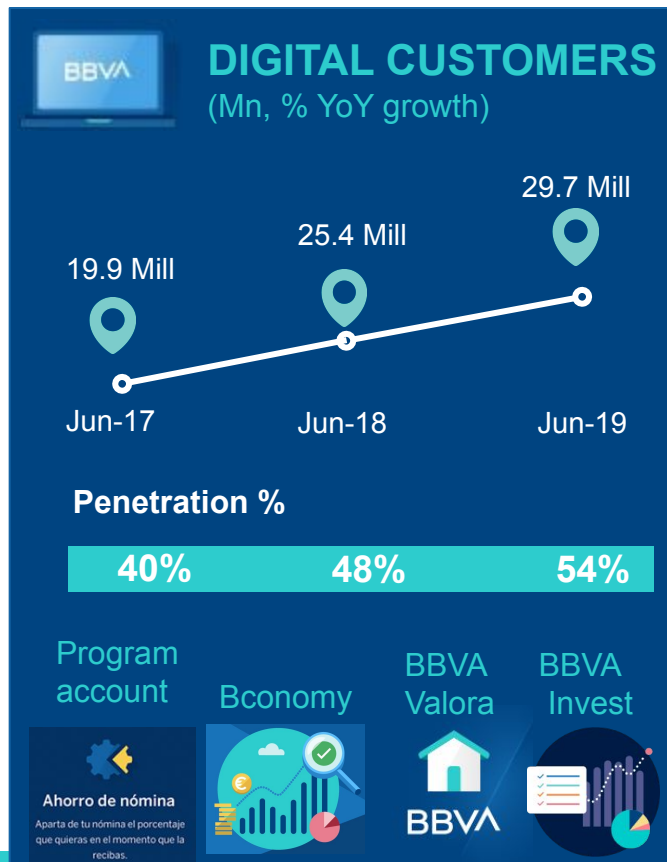 BBVA
DIGITAL CUSTOMERS
(Mn, % YoY growth)
29.7 Mill
25.4 Mill
19.9 Mill
Jun-17
Jun-18
Jun-19
Penetration %
40%
48%
54%
Program
account
Bconomy
BBVA
Valora
BBVA
Invest
Ahorro de nómina
Aparta de tu nómina el porcentaje
que quieras en el momento que la
recibas.
€
BBVA